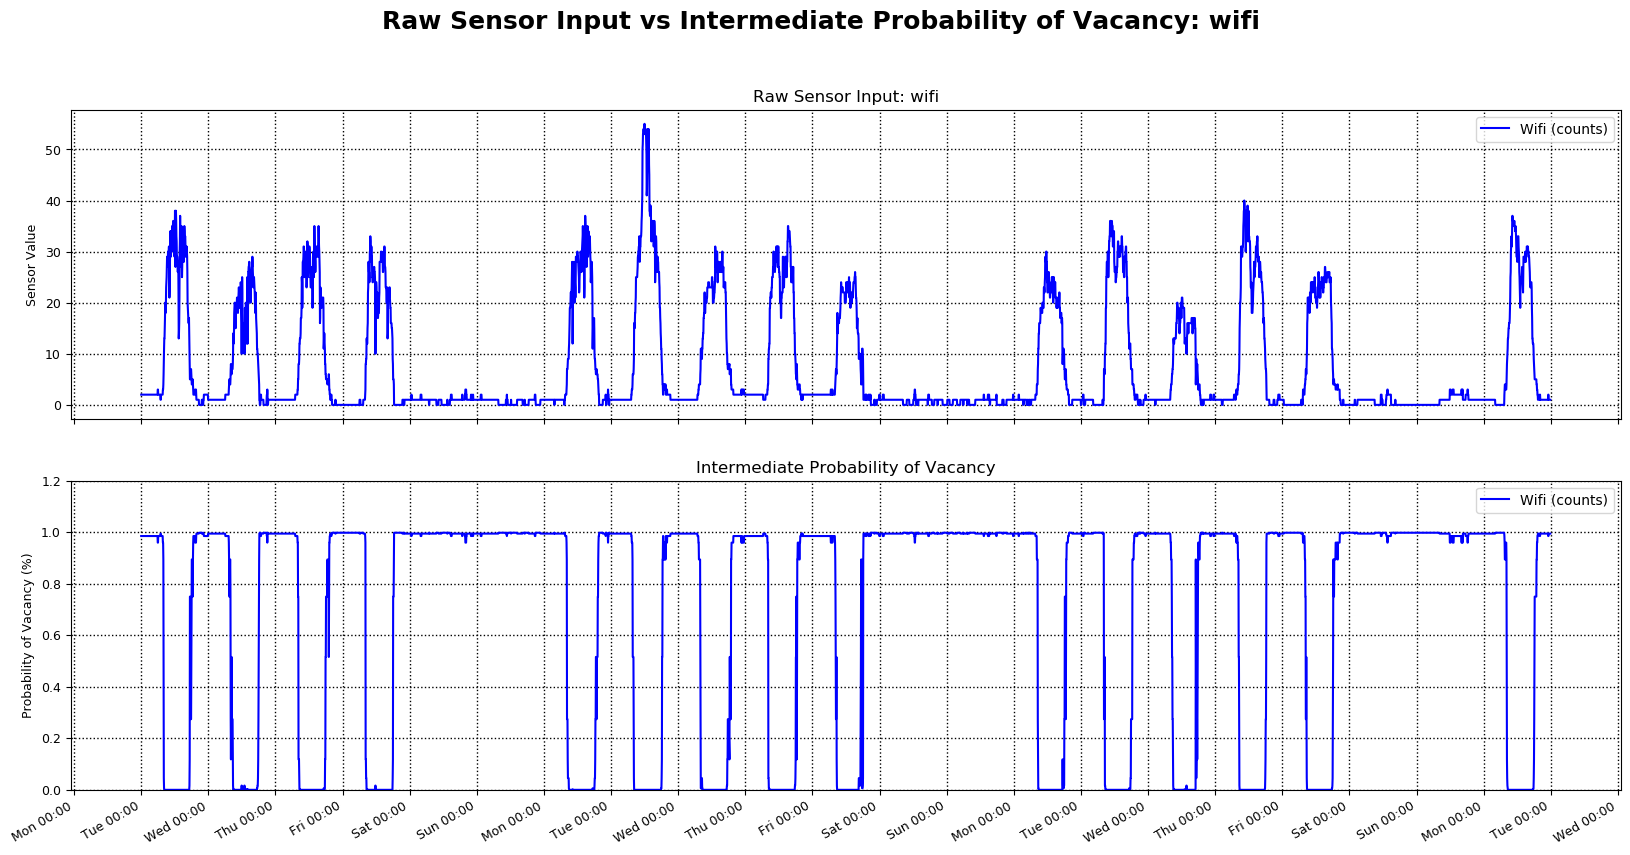 Raw Sensor Input vs Intermediate Probability of Vacancy: wifi
Raw Sensor Input: wifi
Wifi (counts)
Sensor Value
50
40
30
20
10
0
Intermediate Probability of Vacancy
Wifi (counts)
Probability of Vacancy (%)
1.2
1.0
0.8
0.6
0.4
0.2
0.0
Mon 00:00 Tue 00:00 Wed 00:00 Thu 00:00 Fri 00:00 Sat 00:00 Sun 00:00 Mon 00:00 Tue 00:00 Wed 00:00 Thu 00:00 Fri 00:00 Sat 00:00 Sun 00:00 Mon 00:00 Tue 00:00 Wed 00:00 Thu 00:00 Fri 00:00 Sat 00:00 Sun 00:00 Mon 00:00 Tue 00:00 Wed 00:00